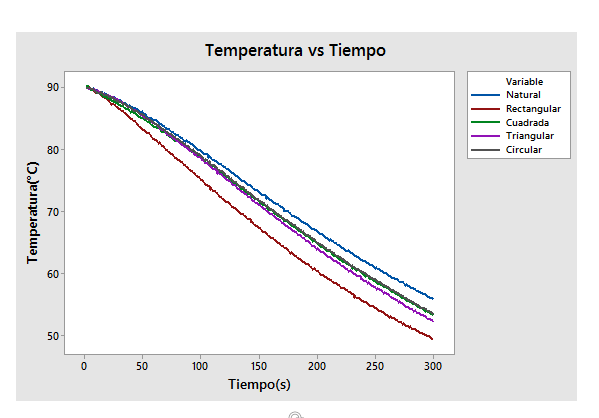 Temperatura vs Tiempo
Variable
Natural
Rectangular
Cuadrada
Triangular
Circular
90
80
70
60
50
Temperatura(°C)
0 50 100 150 200 250 300
Tiempo(s)